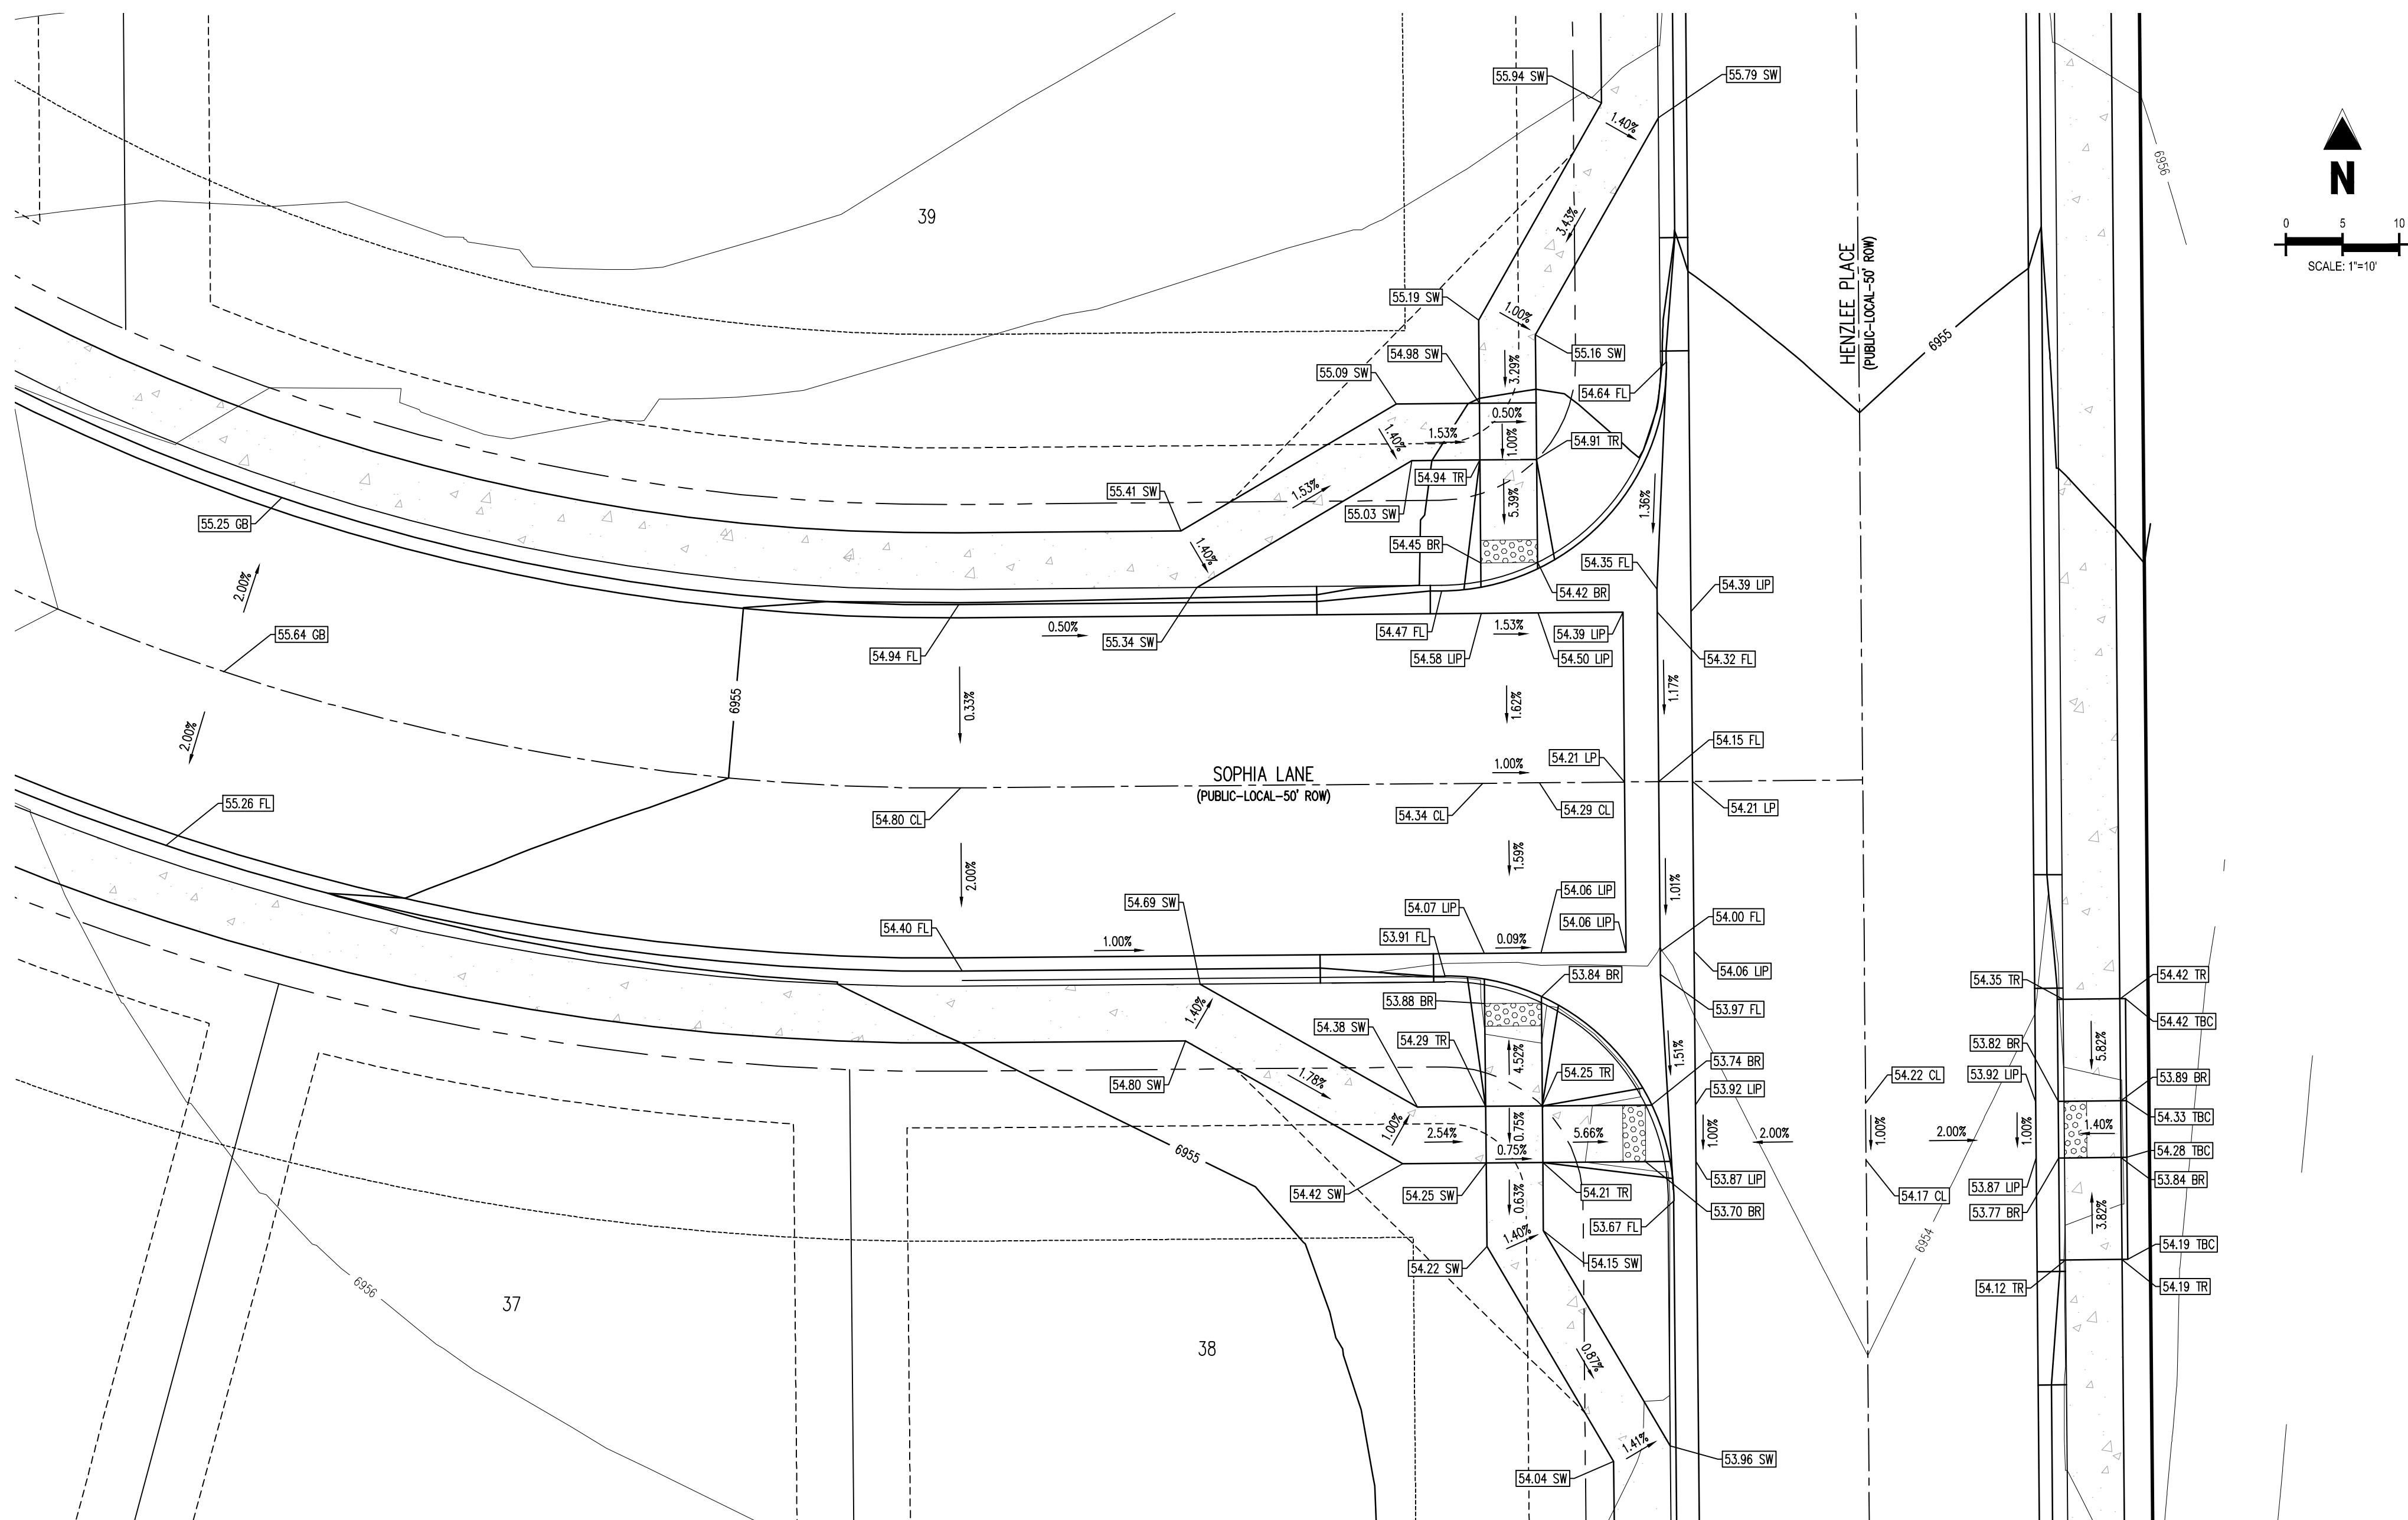 55.94 SW
55.79 SW
1.40%
6956
N
0 5 10
SCALE: 1"=10'
39
3.43%
HENZLEE PLACE
(PUBLIC-LOCAL-50' ROW)
6955
55.19 SW
1.00%
54.98 SW
55.16 SW
3.29%
55.09 SW
54.64 FL
0.50%
1.40%
1.53%
1.00%
54.91 TR
54.94 TR
55.41 SW
1.53%
55.03 SW
5.39%
1.36%
55.25 GB
1.40%
54.45 BR
54.35 FL
54.39 LIP
2.00%
54.42 BR
55.64 GB
0.50%
55.34 SW
54.47 FL
1.53%
54.39 LIP
54.94 FL
54.58 LIP
54.50 LIP
54.32 FL
6955
0.33%
1.62%
1.17%
2.00%
54.15 FL
54.21 LP
SOPHIA LANE
(PUBLIC-LOCAL-50' ROW)
1.00%
55.26 FL
54.80 CL
54.34 CL
54.29 CL
54.21 LP
2.00%
1.59%
1.01%
54.69 SW
54.06 LIP
54.07 LIP
54.06 LIP
54.00 FL
54.40 FL
1.00%
53.91 FL
0.09%
54.06 LIP
53.84 BR
54.35 TR
54.42 TR
1.40%
53.88 BR
53.97 FL
54.42 TBC
54.38 SW
54.29 TR
4.52%
1.51%
53.82 BR
5.82%
53.74 BR
54.80 SW
1.78%
54.25 TR
53.92 LIP
54.22 CL
53.92 LIP
53.89 BR
54.33 TBC
1.00%
2.54%
0.75%
5.66%
1.00%
2.00%
1.00%
2.00%
1.00%
1.40%
6955
0.75%
54.28 TBC
54.42 SW
54.25 SW
0.63%
54.21 TR
53.87 LIP
54.17 CL
53.87 LIP
53.84 BR
53.70 BR
53.77 BR
3.82%
53.67 FL
1.40%
6954
54.19 TBC
54.22 SW
54.15 SW
54.12 TR
54.19 TR
6956
37
38
0.87%
1.41%
53.96 SW
54.04 SW